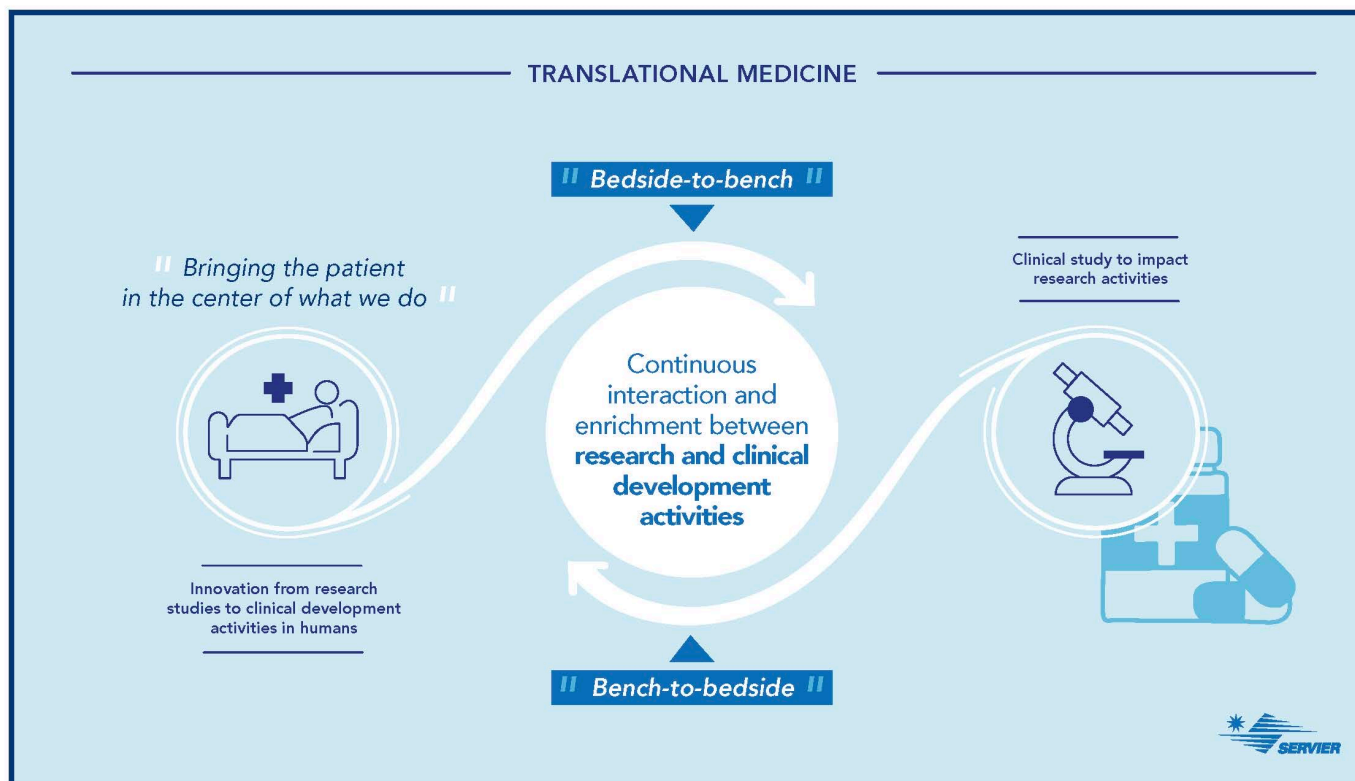 TRANSLATIONAL MEDICINE
" Bedside-to-bench "
" Bringing the patient
in the center of what we do "
Clinical study to impact
research activities
Continuous
interaction and
enrichment between
research and clinical
development
activities
Innovation from research
studies to clinical development
activities in humans
" Bench-to-bedside "
SERVIER